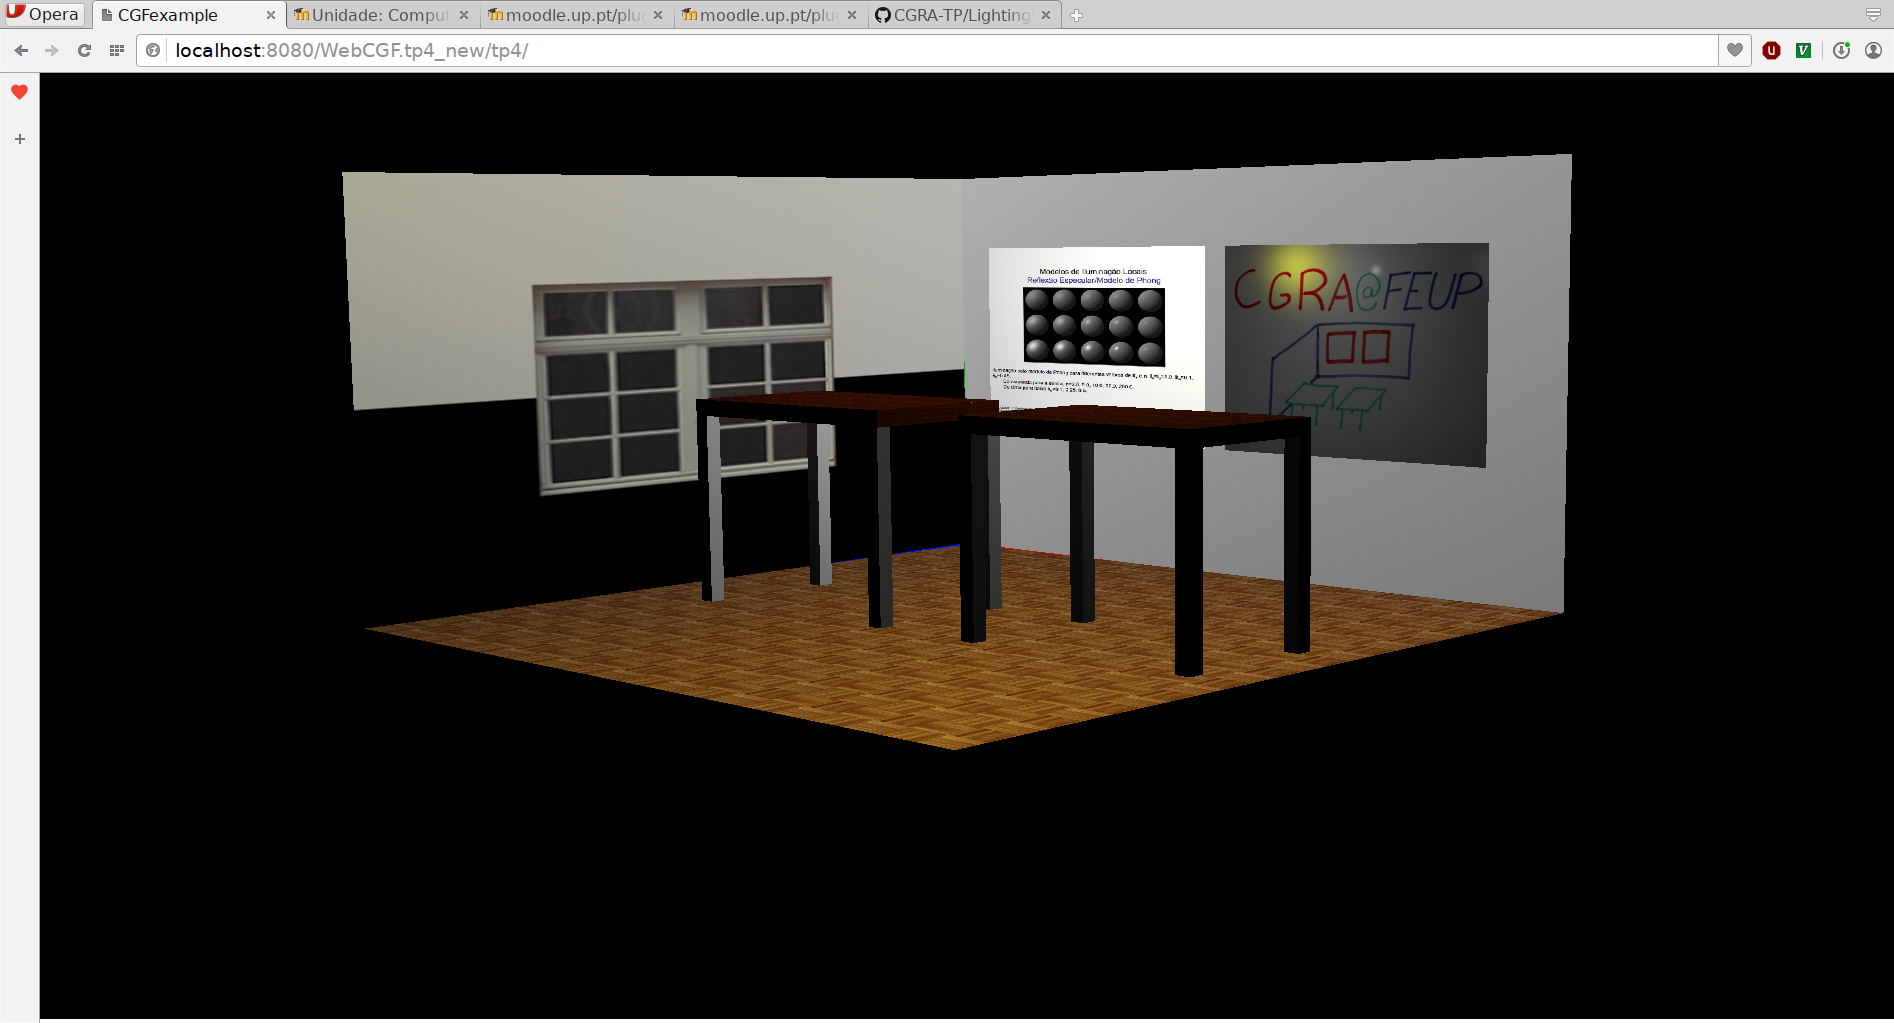 Opera
CGFexample
Unidade: Comput
moodle.up.pt/plu
moodle.up.pt/plu
CGRA-TP/Lighting
localhost:8080/WebCGF.tp4_new/tp4/
Modelos de Iluminação Locais
Reflexão Especular/Modelo de Phong
CGRA@FEUP